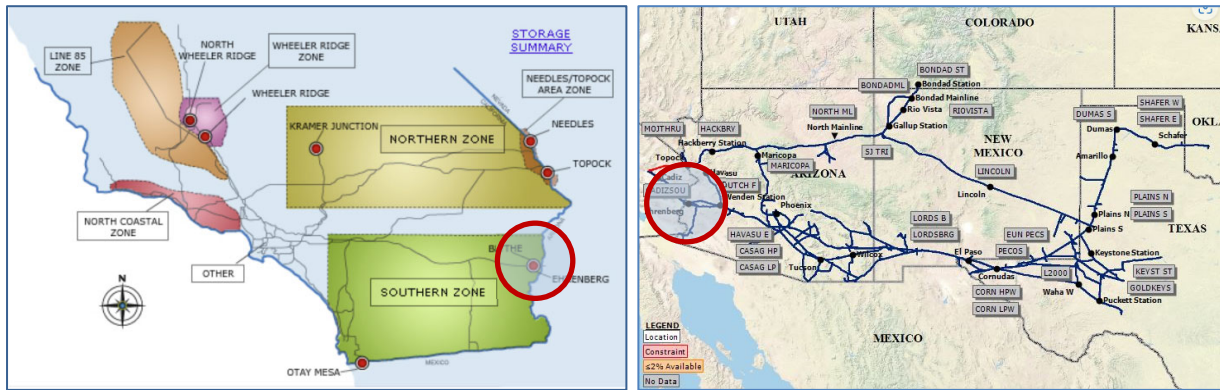 STORAGE
SUMMARY
LINE 85
ZONE
NORTH
WHEELER RIDGE
WHEELER RIDGE
ZONE
WHEELER RIDGE
NEEDLES/TOPOCK
AREA ZONE
NEVADA
CALIFORNIA
NEEDLES
KRAMER JUNCTION
NORTHERN ZONE
TOPOCK
NORTH COASTAL
ZONE
OTHER
BLYTHE
EHRENBERG
SOUTHERN ZONE
N
MEXICO
OTAY MESA
UTAH
COLORADO
KANSA
BONDAD ST
Bondad Station
BONDADML
Bondad Mainline
Rio Vista
RIOVISTA
Gallup Station
NORTH ML
North Mainline
SJ TRI
MOJTHRU
HACKBRY
Hackberry Station
Topock
Maricopa
MARICOPA
ARIZONA
NEW
MEXICO
LINCOLN
Lincoln
DUMAS S
Dumas
SHAFER W
SHAFER E
Schafer
OKLA
Amarillo
PLAINS N
PLAINS S
Plains N
Plains S
TEXAS
Havasu
Cadiz
CADIZSOU
DUTCH F
Wenden Station
Ehrenberg
Phoenix
HAVASU E
CASAG HP
CASAG LP
Tucson
Wilcox
LORDS B
LORDSBRG
El Paso
EUN PECS
PECOS
Cornudas
CORN HPW
CORN LPW
L2000
Waha W
Keystone Station
KEYST ST
GOLDKEYS
Puckett Station
MEXICO
LEGEND
Location
Constraint
≤2% Available
No Data